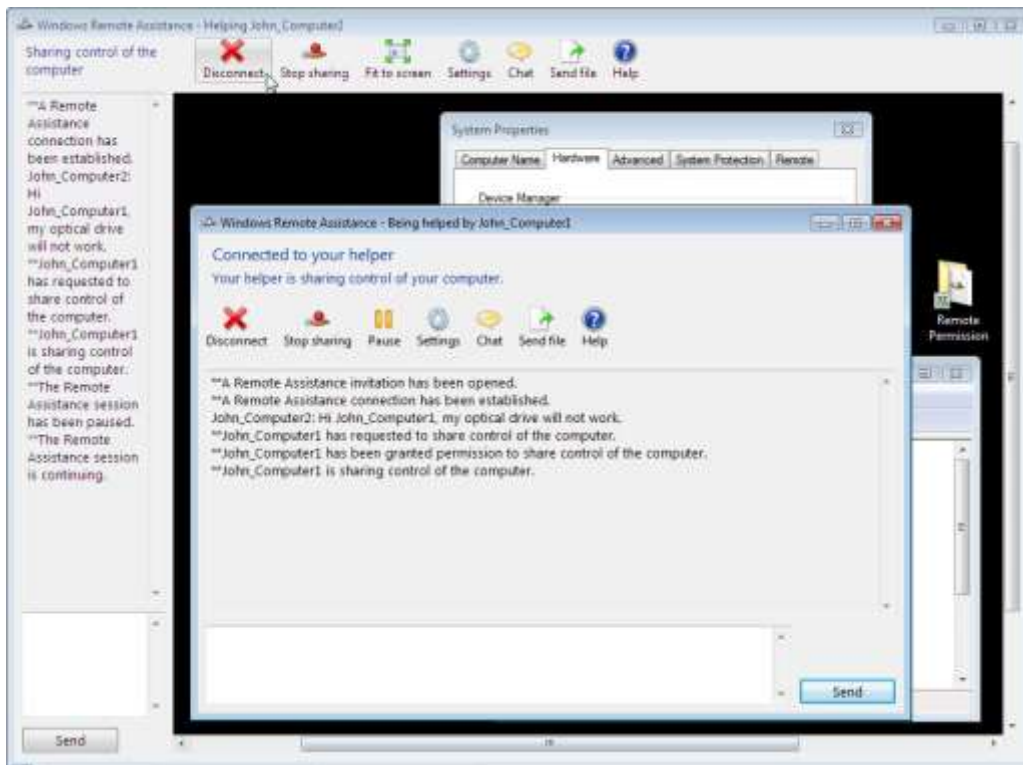 Windows Remote Assistance - Helping John_Computer2
Sharing control of the
computer
Disconnect Stop sharing Fit to screen Settings Chat Send file Help
**A Remote
Assistance
connection has
been established.
John_Computer2:
Hi
John_Computer1,
my optical drive
will not work.
**John_Computer1
has requested to
share control of
the computer.
**John_Computer1
is sharing control
of the computer.
**The Remote
Assistance session
has been paused.
**The Remote
Assistance session
is continuing.
Send
System Properties
Computer Name Hardware Advanced System Protection Remote
Device Manager
Windows Remote Assistance - Being helped by John_Computer1
Connected to your helper
Your helper is sharing control of your computer.
Disconnect Stop sharing Pause Settings Chat Send file Help
**A Remote Assistance invitation has been opened.
**A Remote Assistance connection has been established.
John_Computer2: Hi John_Computer1, my optical drive will not work.
**John_Computer1 has requested to share control of the computer.
**John_Computer1 has been granted permission to share control of the computer.
**John_Computer1 is sharing control of the computer.
Send
Remote
Permission